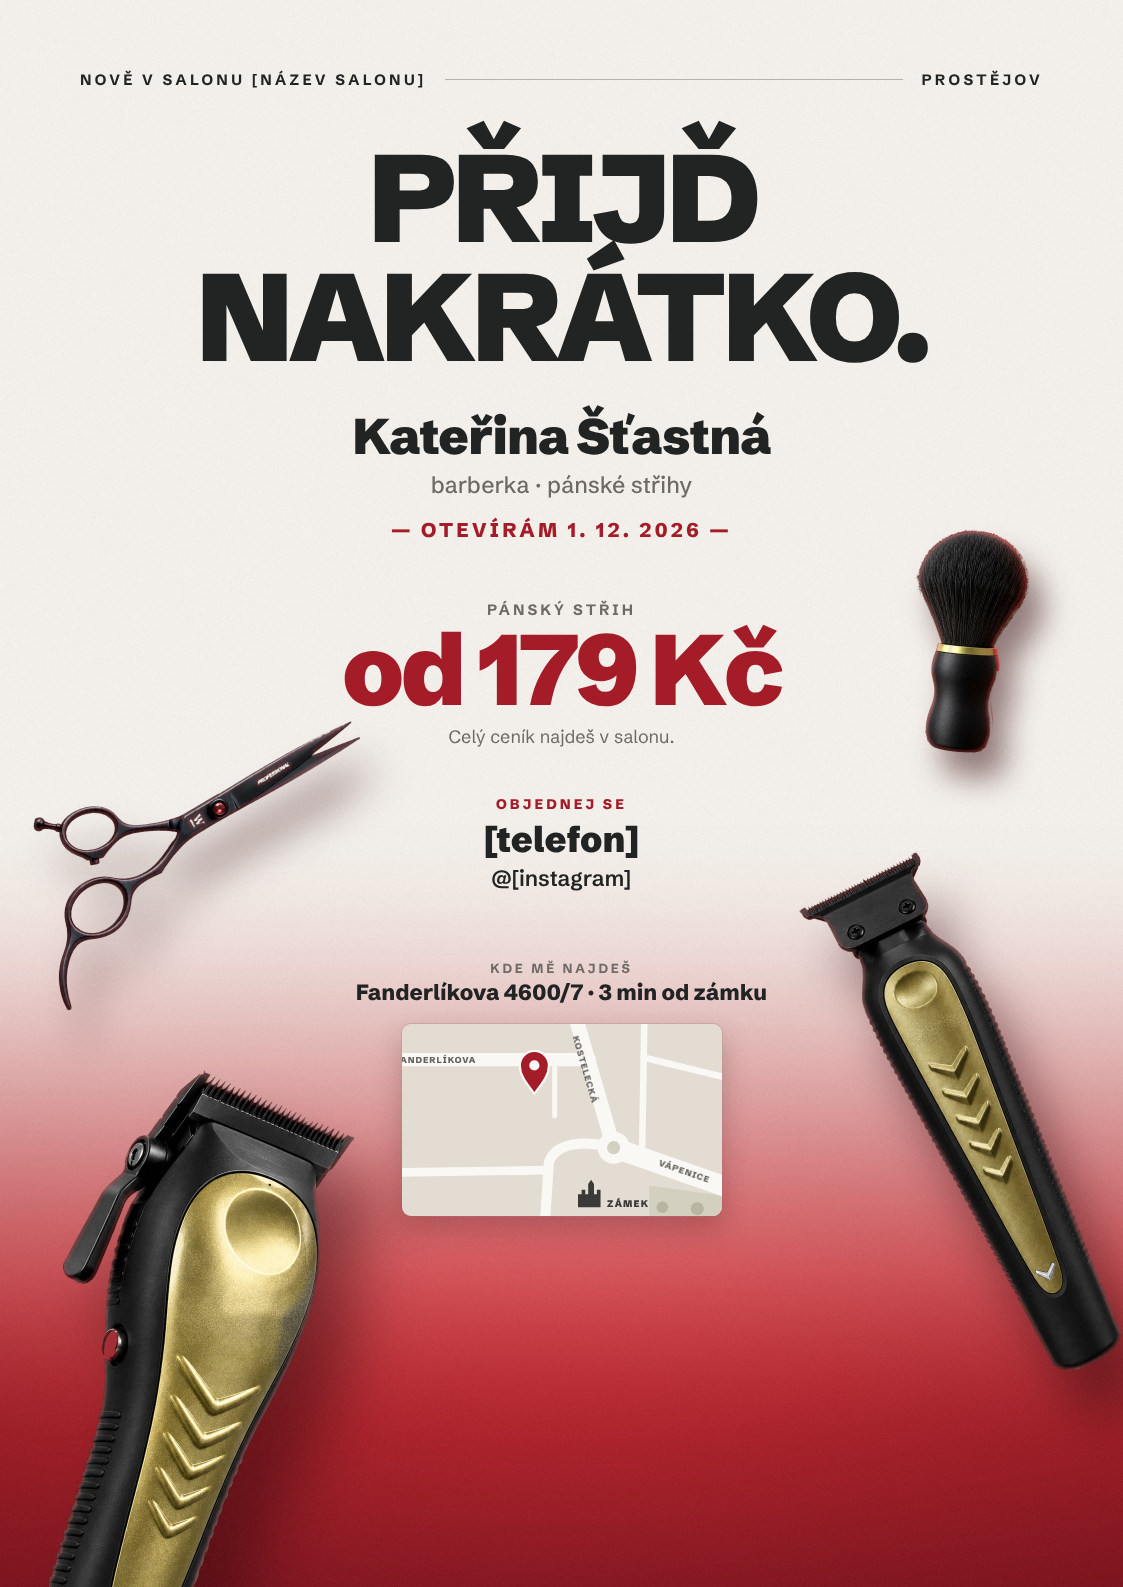 NOVĚ V SALONU [NÁZEV SALONU]
PROSTĚJOV
PŘIJĎ
NAKRÁTKO.
Kateřina Šťastná
barberka · pánské střihy
— OTEVÍRÁM 1. 12. 2026 —
PÁNSKÝ STŘIH
od 179 Kč
Celý ceník najdeš v salonu.
PROFESSIONAL
OBJEDNEJ SE
[telefon]
@[instagram]
KDE MĚ NAJDEŠ
Fanderlíkova 4600/7 · 3 min od zámku
ANDERLÍKOVA
KOSTELECKÁ
VÁPENICE
ZÁMEK